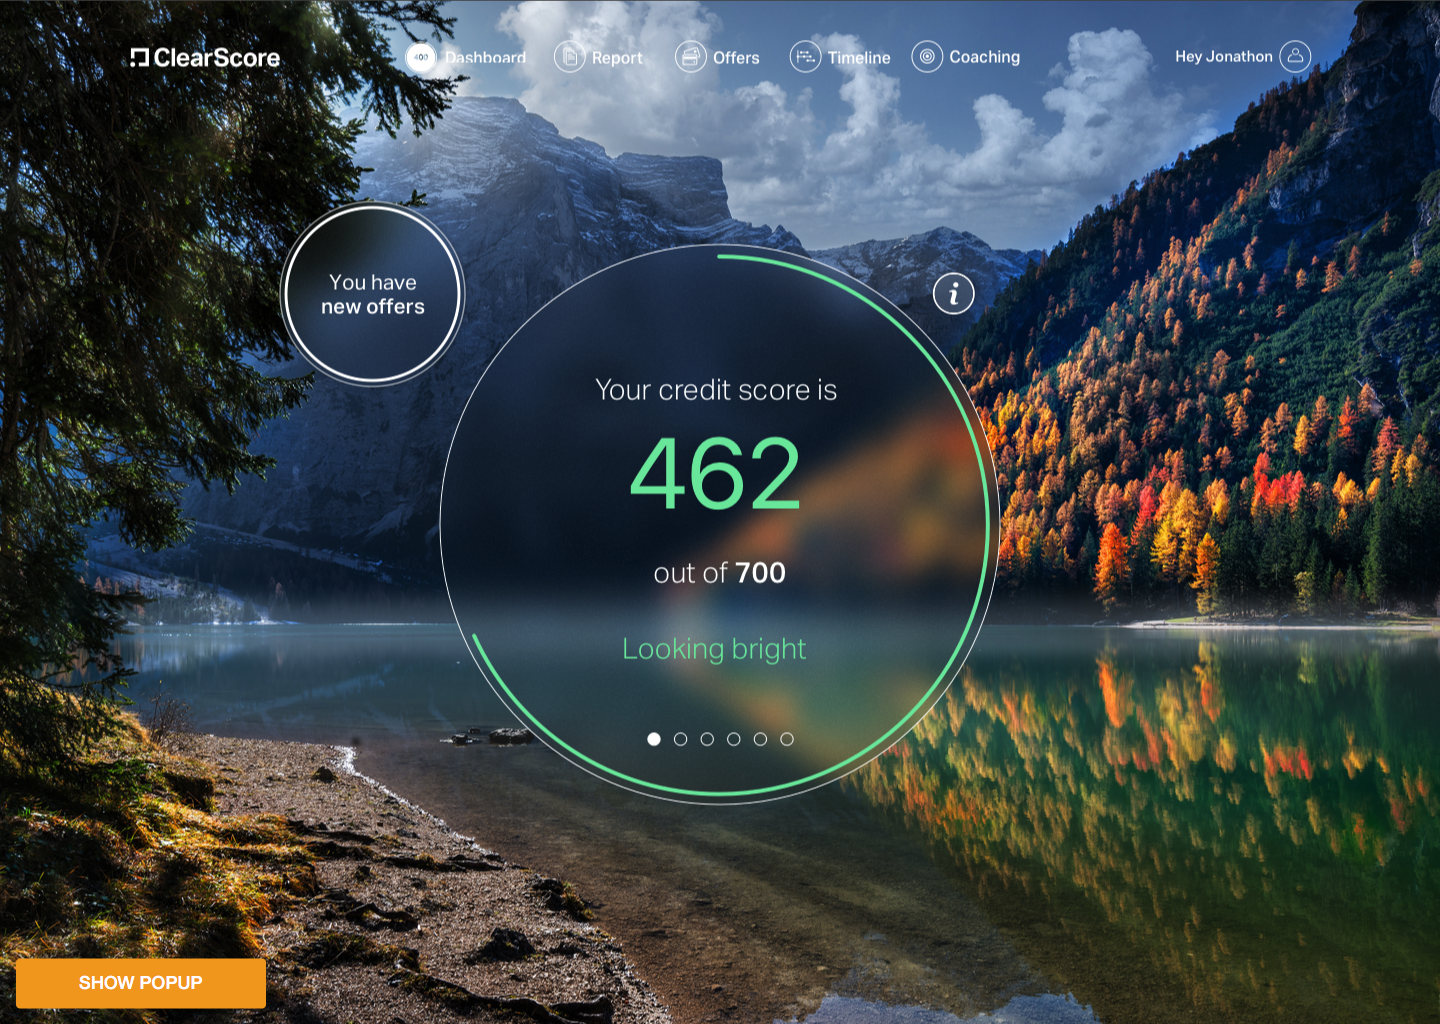 ClearScore
400
Dashboard
Report
Offers
Timeline
Coaching
Hey Jonathon
You have
new offers
i
Your credit score is
462
out of 700
Looking bright
SHOW POPUP